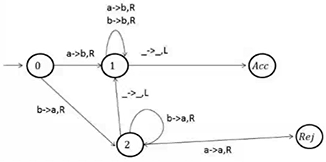 a->b,R
b->b,R
0
a->b,R
1
_->_,L
Acc
b->a,R
_->_,L
2
b->a,R
a->a,R
Rej